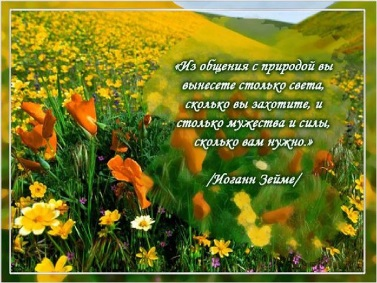 «Из общения с природой вы
вынесете столько света,
сколько вы захотите, и
столько мужества и силы,
сколько вам нужно.»
/Иоганн Зейме/